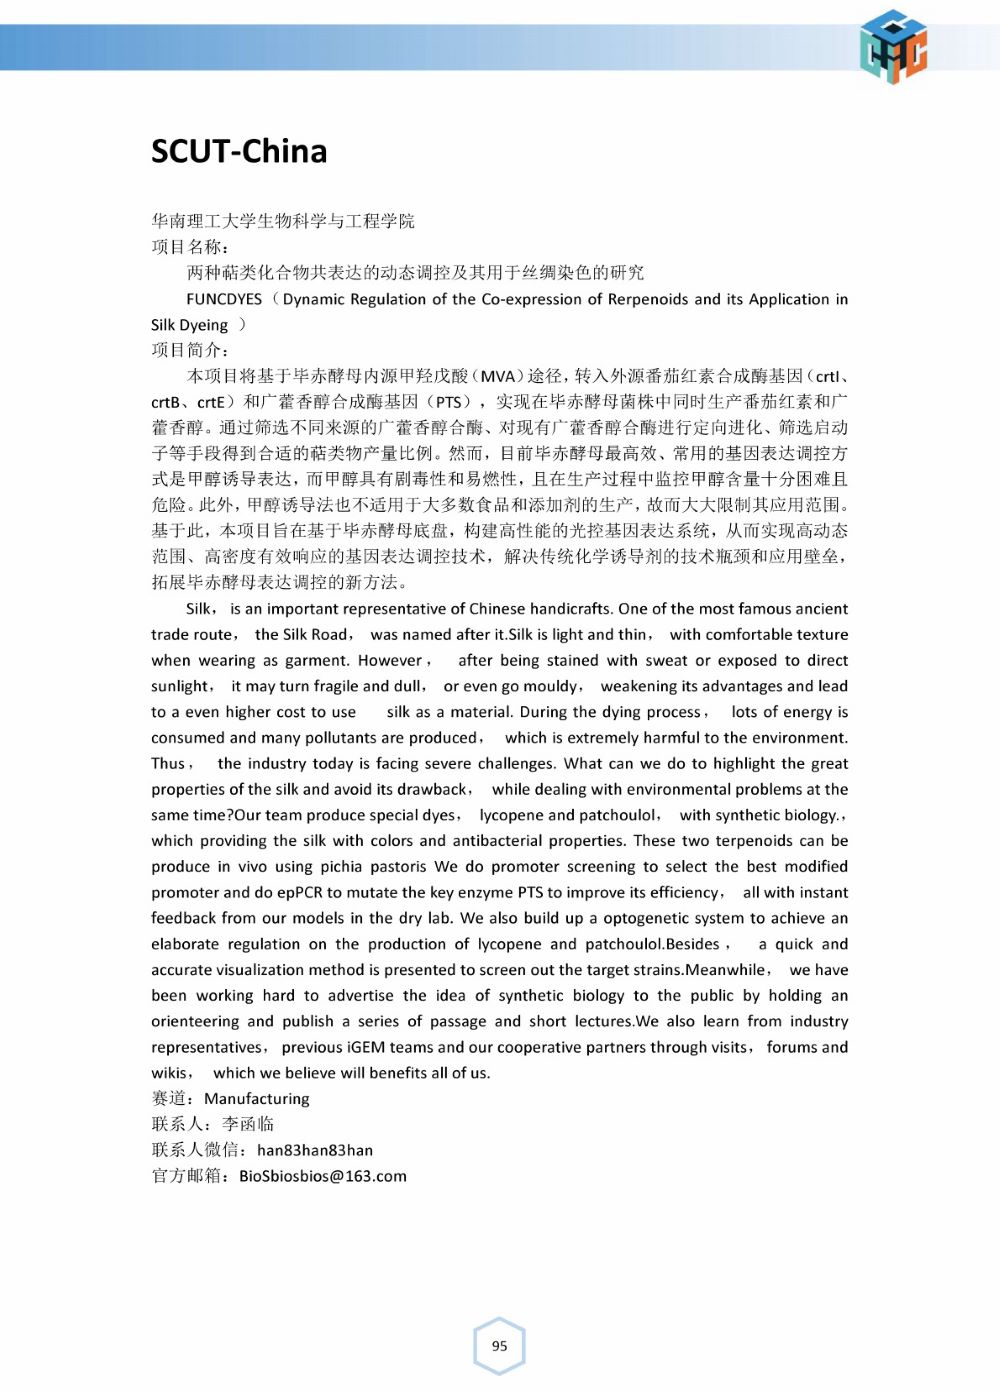 SCUT-China
华南理工大学生物科学与工程学院
项目名称：
两种萜类化合物共表达的动态调控及其用于丝绸染色的研究
FUNCDYES（Dynamic Regulation of the Co-expression of Rerpenoids and its Application in
Silk Dyeing ）
项目简介：
本项目将基于毕赤酵母内源甲羟戊酸（MVA）途径，转入外源番茄红素合成酶基因（crtI、
crtB、crtE）和广藿香醇合成酶基因（PTS），实现在毕赤酵母菌株中同时生产番茄红素和广
藿香醇。通过筛选不同来源的广藿香醇合酶、对现有广藿香醇合酶进行定向进化、筛选启动
子等手段得到合适的萜类物产量比例。然而，目前毕赤酵母最高效、常用的基因表达调控方
式是甲醇诱导表达，而甲醇具有剧毒性和易燃性，且在生产过程中监控甲醇含量十分困难且
危险。此外，甲醇诱导法也不适用于大多数食品和添加剂的生产，故而大大限制其应用范围。
基于此，本项目旨在基于毕赤酵母底盘，构建高性能的光控基因表达系统，从而实现高动态
范围、高密度有效响应的基因表达调控技术，解决传统化学诱导剂的技术瓶颈和应用壁垒，
拓展毕赤酵母表达调控的新方法。
Silk， is an important representative of Chinese handicrafts. One of the most famous ancient
trade route， the Silk Road， was named after it.Silk is light and thin， with comfortable texture
when wearing as garment. However， after being stained with sweat or exposed to direct
sunlight， it may turn fragile and dull， or even go mouldy， weakening its advantages and lead
to a even higher cost to use silk as a material. During the dying process， lots of energy is
consumed and many pollutants are produced， which is extremely harmful to the environment.
Thus， the industry today is facing severe challenges. What can we do to highlight the great
properties of the silk and avoid its drawback， while dealing with environmental problems at the
same time?Our team produce special dyes， lycopene and patchoulol， with synthetic biology.，
which providing the silk with colors and antibacterial properties. These two terpenoids can be
produce in vivo using pichia pastoris We do promoter screening to select the best modified
promoter and do epPCR to mutate the key enzyme PTS to improve its efficiency， all with instant
feedback from our models in the dry lab. We also build up a optogenetic system to achieve an
elaborate regulation on the production of lycopene and patchoulol.Besides， a quick and
accurate visualization method is presented to screen out the target strains.Meanwhile， we have
been working hard to advertise the idea of synthetic biology to the public by holding an
orienteering and publish a series of passage and short lectures.We also learn from industry
representatives， previous iGEM teams and our cooperative partners through visits， forums and
wikis， which we believe will benefits all of us.
赛道：Manufacturing
联系人：李函临
联系人微信：han83han83han
官方邮箱：BioSbiosbios@163.com
95